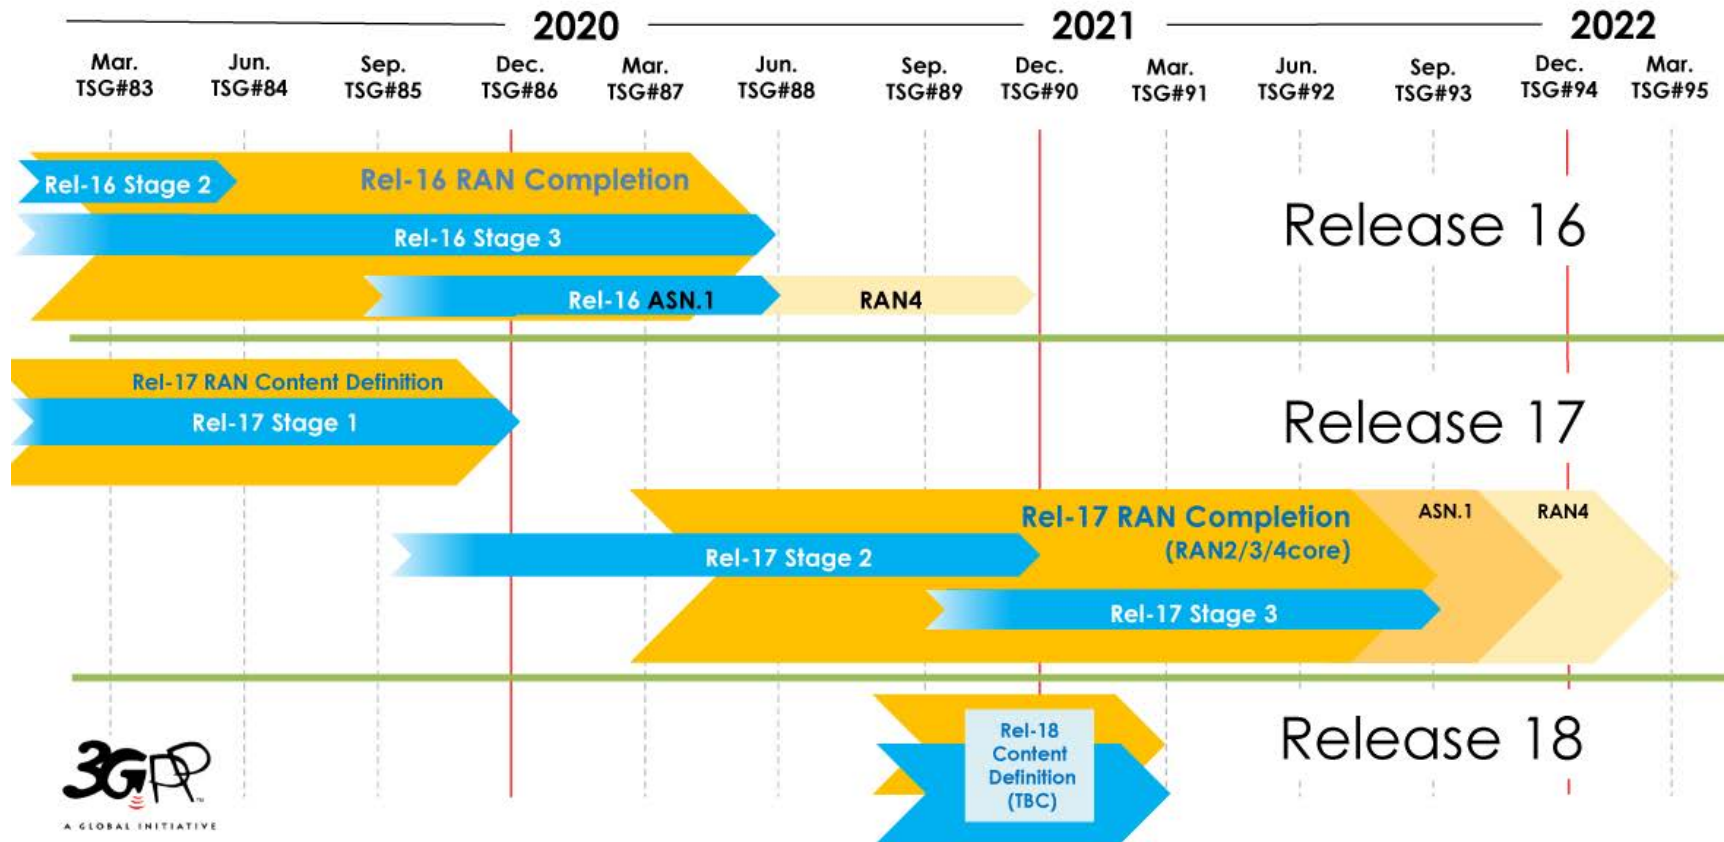 2020 2021 2022
Mar. Jun. Sep. Dec. Mar. Jun. Sep. Dec. Mar. Jun. Sep. Dec. Mar.
TSG#83 TSG#84 TSG#85 TSG#86 TSG#87 TSG#88 TSG#89 TSG#90 TSG#91 TSG#92 TSG#93 TSG#94 TSG#95
Rel-16 Stage 2
Rel-16 RAN Completion
Rel-16 Stage 3
Release 16
Rel-16 ASN.1
RAN4
Rel-17 RAN Content Definition
Rel-17 Stage 1
Release 17
Rel-17 RAN Completion
(RAN2/3/4core)
ASN.1
RAN4
Rel-17 Stage 2
Rel-17 Stage 3
Rel-18
Content
Definition
(TBC)
Release 18
3GPP
TM
A GLOBAL INITIATIVE